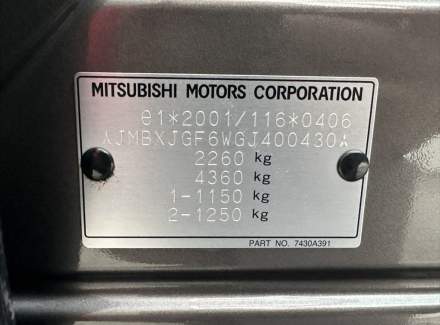 MITSUBISHI MOTORS CORPORATION
e1*2001/116*0406
JMBXJGF6WGJ400430
2260 kg
4360 kg
1-1150 kg
2-1250 kg
PART NO. 7430A391